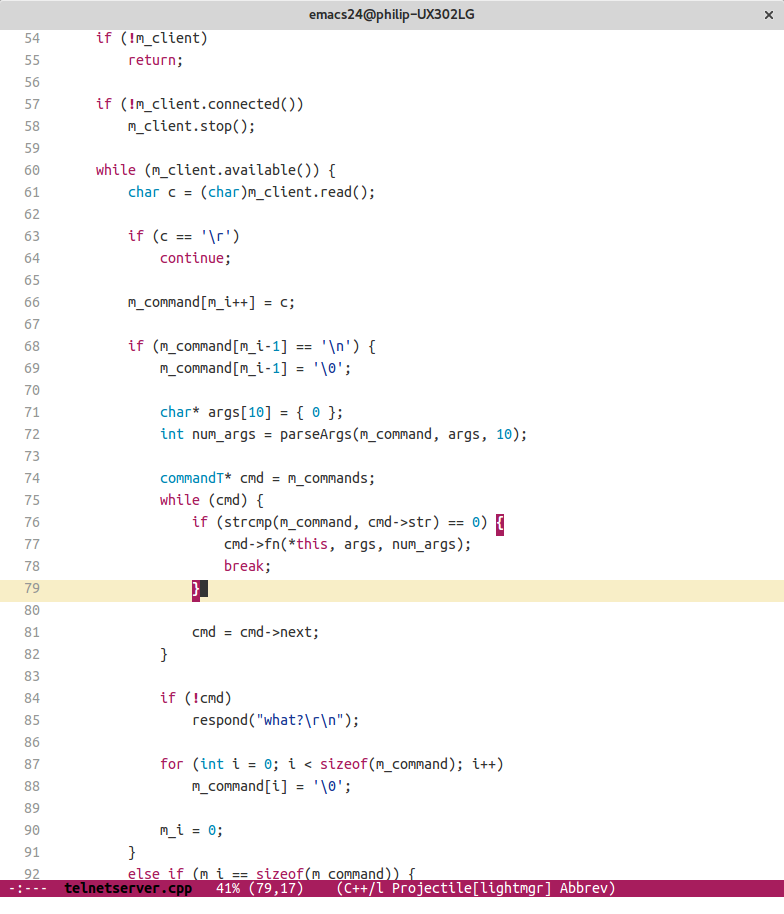 emacs24@philip-UX302LG ×
54 if (!m_client)
55 return;
56
57 if (!m_client.connected())
58 m_client.stop();
59
60 while (m_client.available()) {
61 char c = (char)m_client.read();
62
63 if (c == '\r')
64 continue;
65
66 m_command[m_i++] = c;
67
68 if (m_command[m_i-1] == '\n') {
69 m_command[m_i-1] = '\0';
70
71 char* args[10] = { 0 };
72 int num_args = parseArgs(m_command, args, 10);
73
74 commandT* cmd = m_commands;
75 while (cmd) {
76 if (strcmp(m_command, cmd->str) == 0) {
77 cmd->fn(*this, args, num_args);
78 break;
79 }
80
81 cmd = cmd->next;
82 }
83
84 if (!cmd)
85 respond("what?\r\n");
86
87 for (int i = 0; i < sizeof(m_command); i++)
88 m_command[i] = '\0';
89
90 m_i = 0;
91 }
92 else if (m_i == sizeof(m_command)) {
-:--- telnetserver.cpp 41% (79,17) (C++/l Projectile[lightmgr] Abbrev)